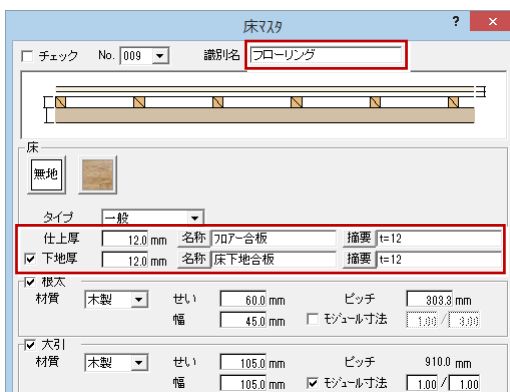 床ﾏｽﾀ ? ×
チェック No. 009 識別名 フローリング
床
無地
タイプ 一般
仕上厚 12.0 mm 名称 ﾌﾛｱｰ合板 摘要 t=12
下地厚 12.0 mm 名称 床下地合板 摘要 t=12
根太
材質 木製 せい 60.0 mm ピッチ 303.3 mm
幅 45.0 mm ﾓｼﾞｭｰﾙ寸法 1.00 / 3.00
大引
材質 木製 せい 105.0 mm ピッチ 910.0 mm
幅 105.0 mm ﾓｼﾞｭｰﾙ寸法 1.00 / 1.00